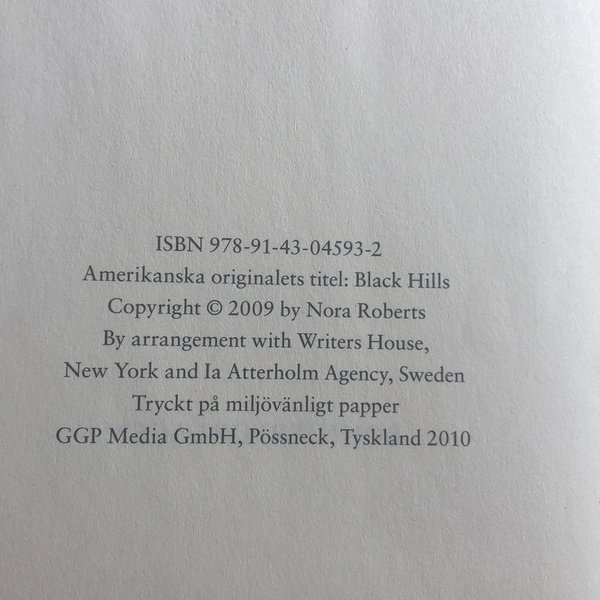 ISBN 978-91-43-04593-2
Amerikanska originalets titel: Black Hills
Copyright © 2009 by Nora Roberts
By arrangement with Writers House,
New York and Ia Atterholm Agency, Sweden
Tryckt på miljövänligt papper
GGP Media GmbH, Pössneck, Tyskland 2010